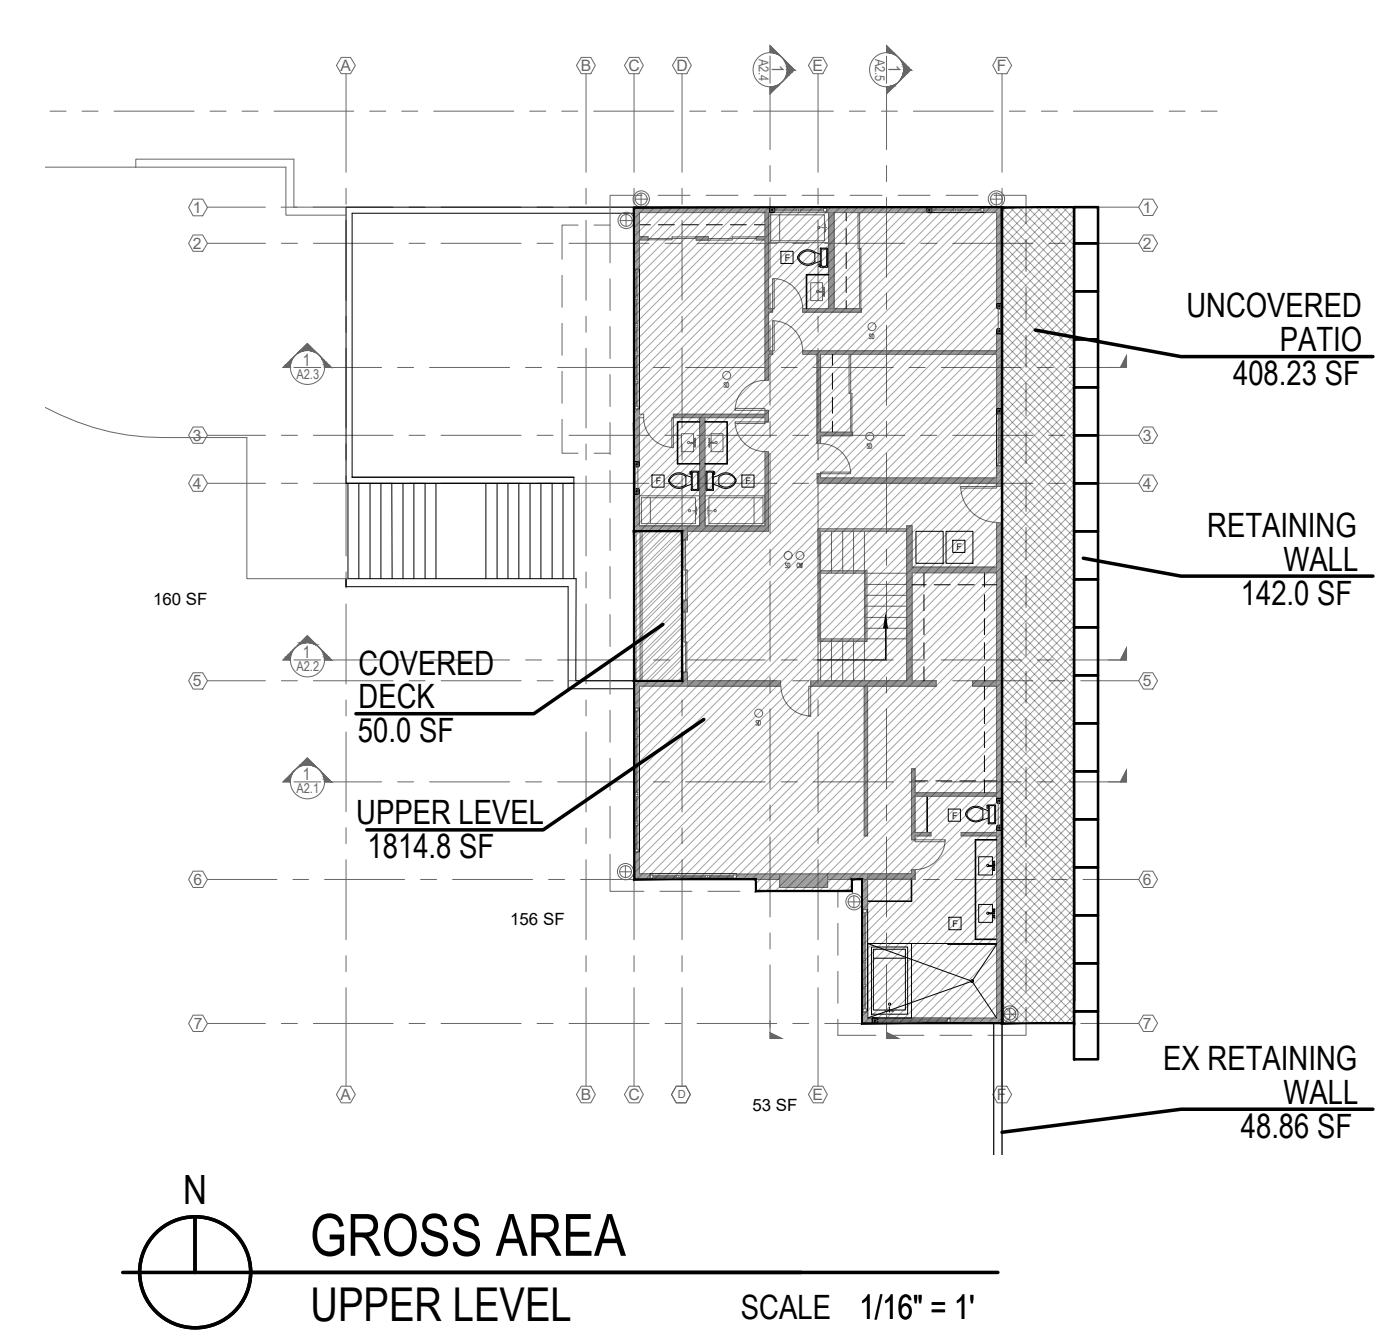 A B C D E F
1
A2.4
1
A2.5
1 1
2 2
UNCOVERED
PATIO
408.23 SF
1
A2.3
3 3
4 4
F
F F
F
RETAINING
WALL
142.0 SF
160 SF
1
A2.2
COVERED
DECK
50.0 SF
5 5
1
A2.1
UPPER LEVEL
1814.8 SF
F
6 6
156 SF
F
7 7
EX RETAINING
WALL
48.86 SF
A B C D E F
53 SF
N
GROSS AREA
UPPER LEVEL SCALE 1/16" = 1'